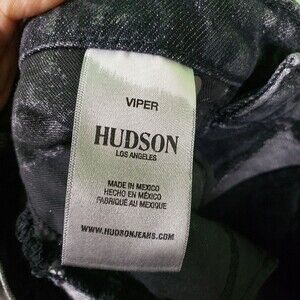 VIPER
HUDSON
LOS ANGELES
MADE IN MEXICO
HECHO EN MÉXICO
FABRIQUÉ AU MEXIQUE
WWW.HUDSONJEANS.COM